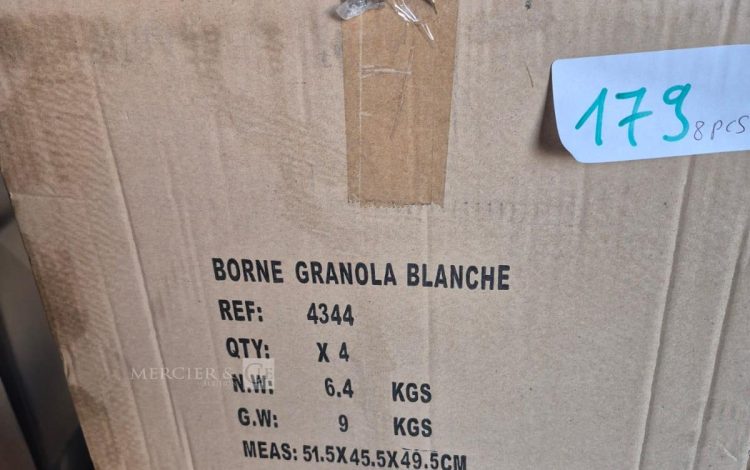 179 8PCS
BORNE GRANOLA BLANCHE
REF: 4344
QTY: X 4
MERCIER &
N.W: 6.4 KGS
G.W: 9 KGS
MEAS: 51.5X45.5X49.5CM